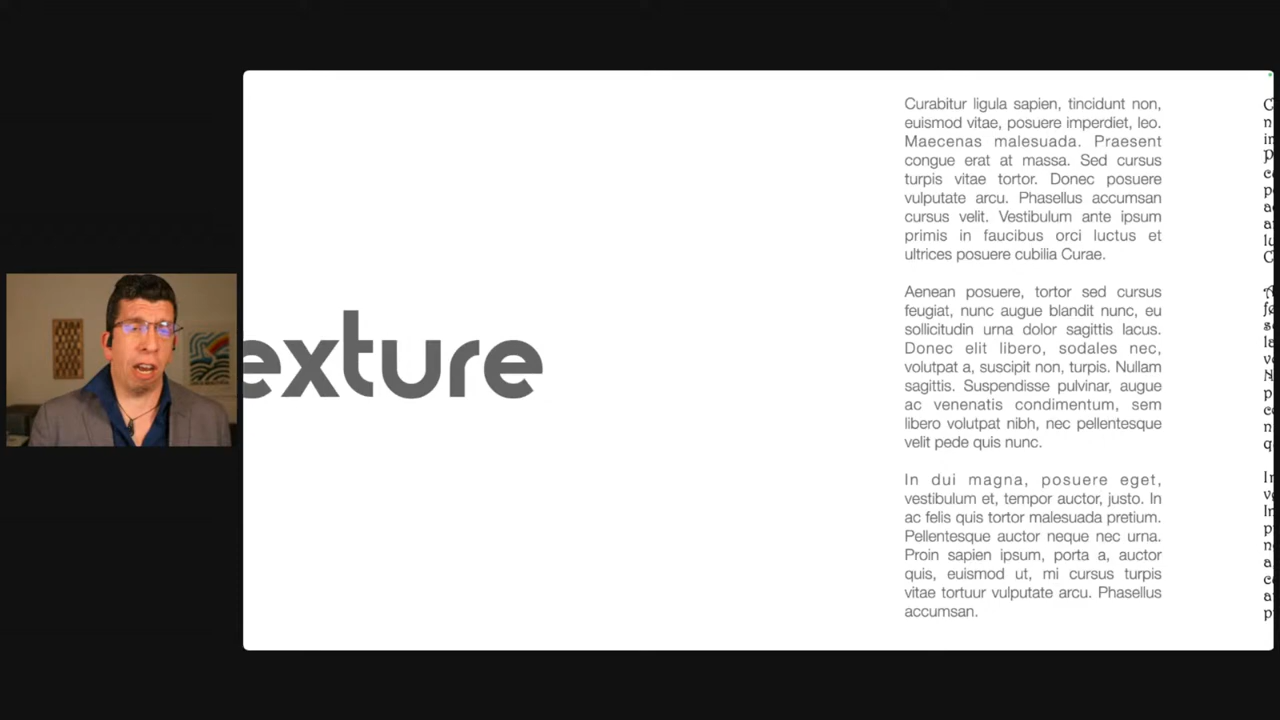 exture
Curabitur ligula sapien, tincidunt non,
euismod vitae, posuere imperdiet, leo.
Maecenas malesuada. Praesent
congue erat at massa. Sed cursus
turpis vitae tortor. Donec posuere
vulputate arcu. Phasellus accumsan
cursus velit. Vestibulum ante ipsum
primis in faucibus orci luctus et
ultrices posuere cubilia Curae.
Aenean posuere, tortor sed cursus
feugiat, nunc augue blandit nunc, eu
sollicitudin urna dolor sagittis lacus.
Donec elit libero, sodales nec,
volutpat a, suscipit non, turpis. Nullam
sagittis. Suspendisse pulvinar, augue
ac venenatis condimentum, sem
libero volutpat nibh, nec pellentesque
velit pede quis nunc.
In dui magna, posuere eget,
vestibulum et, tempor auctor, justo. In
ac felis quis tortor malesuada pretium.
Pellentesque auctor neque nec urna.
Proin sapien ipsum, porta a, auctor
quis, euismod ut, mi cursus turpis
vitae tortuur vulputate arcu. Phasellus
accumsan.